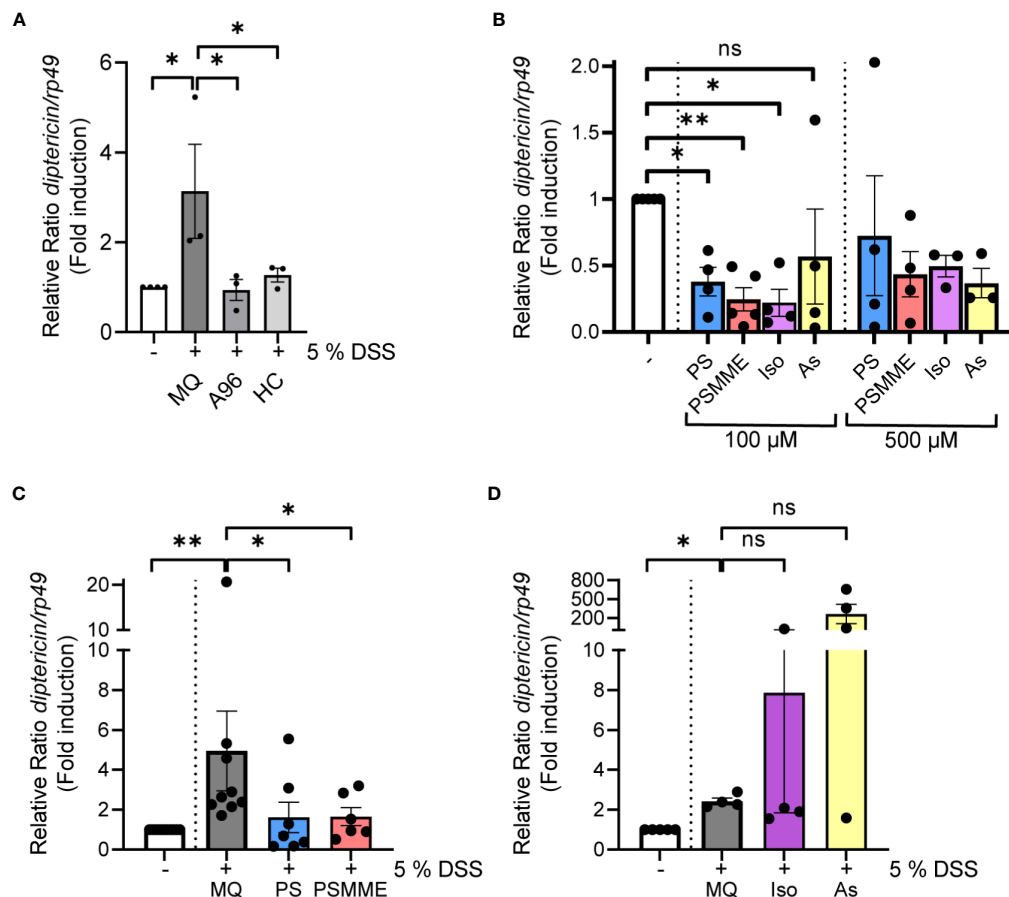 A
Relative Ratio diptericin/rp49
(Fold induction)
6
4
2
0
*
*
*
- + + + 5 % DSS
MQ A96 HC
B
Relative Ratio diptericin/rp49
(Fold induction)
2.0
1.5
1.0
0.5
0.0
ns
*
**
*
- PS PSMME Iso As PS PSMME Iso As
100 µM 500 µM
C
Relative Ratio diptericin/rp49
(Fold induction)
20
10
10
8
6
4
2
0
*
** *
- + + + 5 % DSS
MQ PS PSMME
D
Relative Ratio diptericin/rp49
(Fold induction)
800
500
200
10
8
6
4
2
0
ns
* ns
- + + + 5 % DSS
MQ Iso As